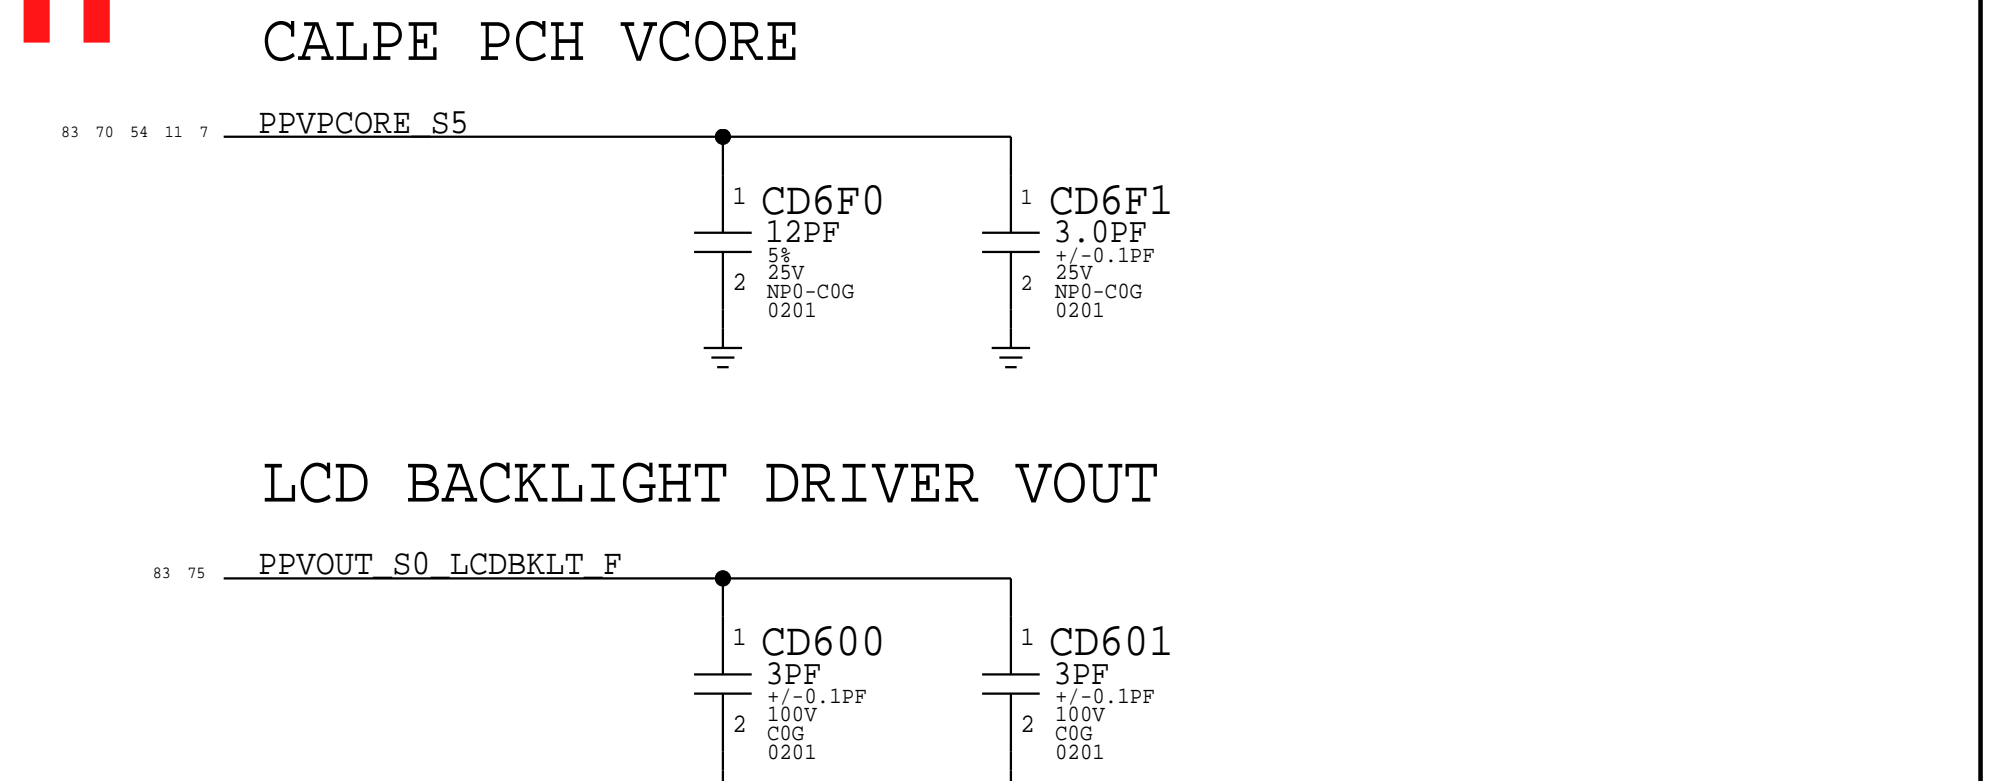 CALPE PCH VCORE
83 70 54 11 7 PPVPCORE_S5
1 CD6F0
12PF
5%
25V
2
NP0-C0G
0201
1 CD6F1
3.0PF
+/-0.1PF
25V
2
NP0-C0G
0201
LCD BACKLIGHT DRIVER VOUT
83 75 PPVOUT_S0_LCDBKLT_F
1 CD600
3PF
+/-0.1PF
100V
2
C0G
0201
1 CD601
3PF
+/-0.1PF
100V
2
C0G
0201